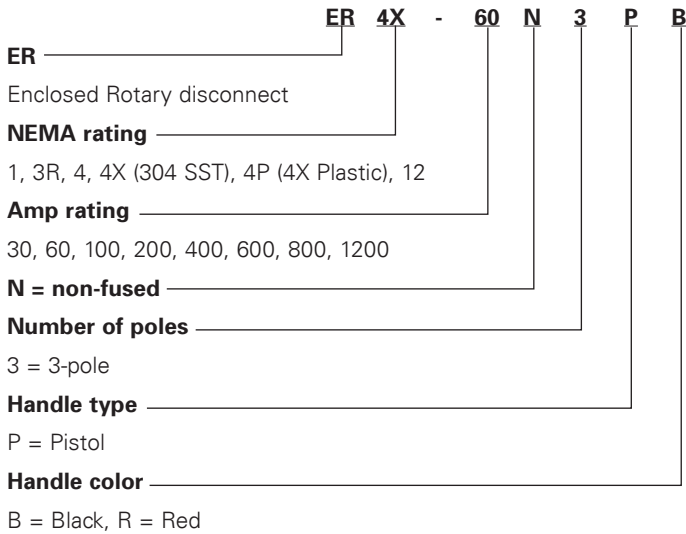 ER 4X - 60 N 3 P B
ER
Enclosed Rotary disconnect
NEMA rating
1, 3R, 4, 4X (304 SST), 4P (4X Plastic), 12
Amp rating
30, 60, 100, 200, 400, 600, 800, 1200
N = non-fused
Number of poles
3 = 3-pole
Handle type
P = Pistol
Handle color
B = Black, R = Red